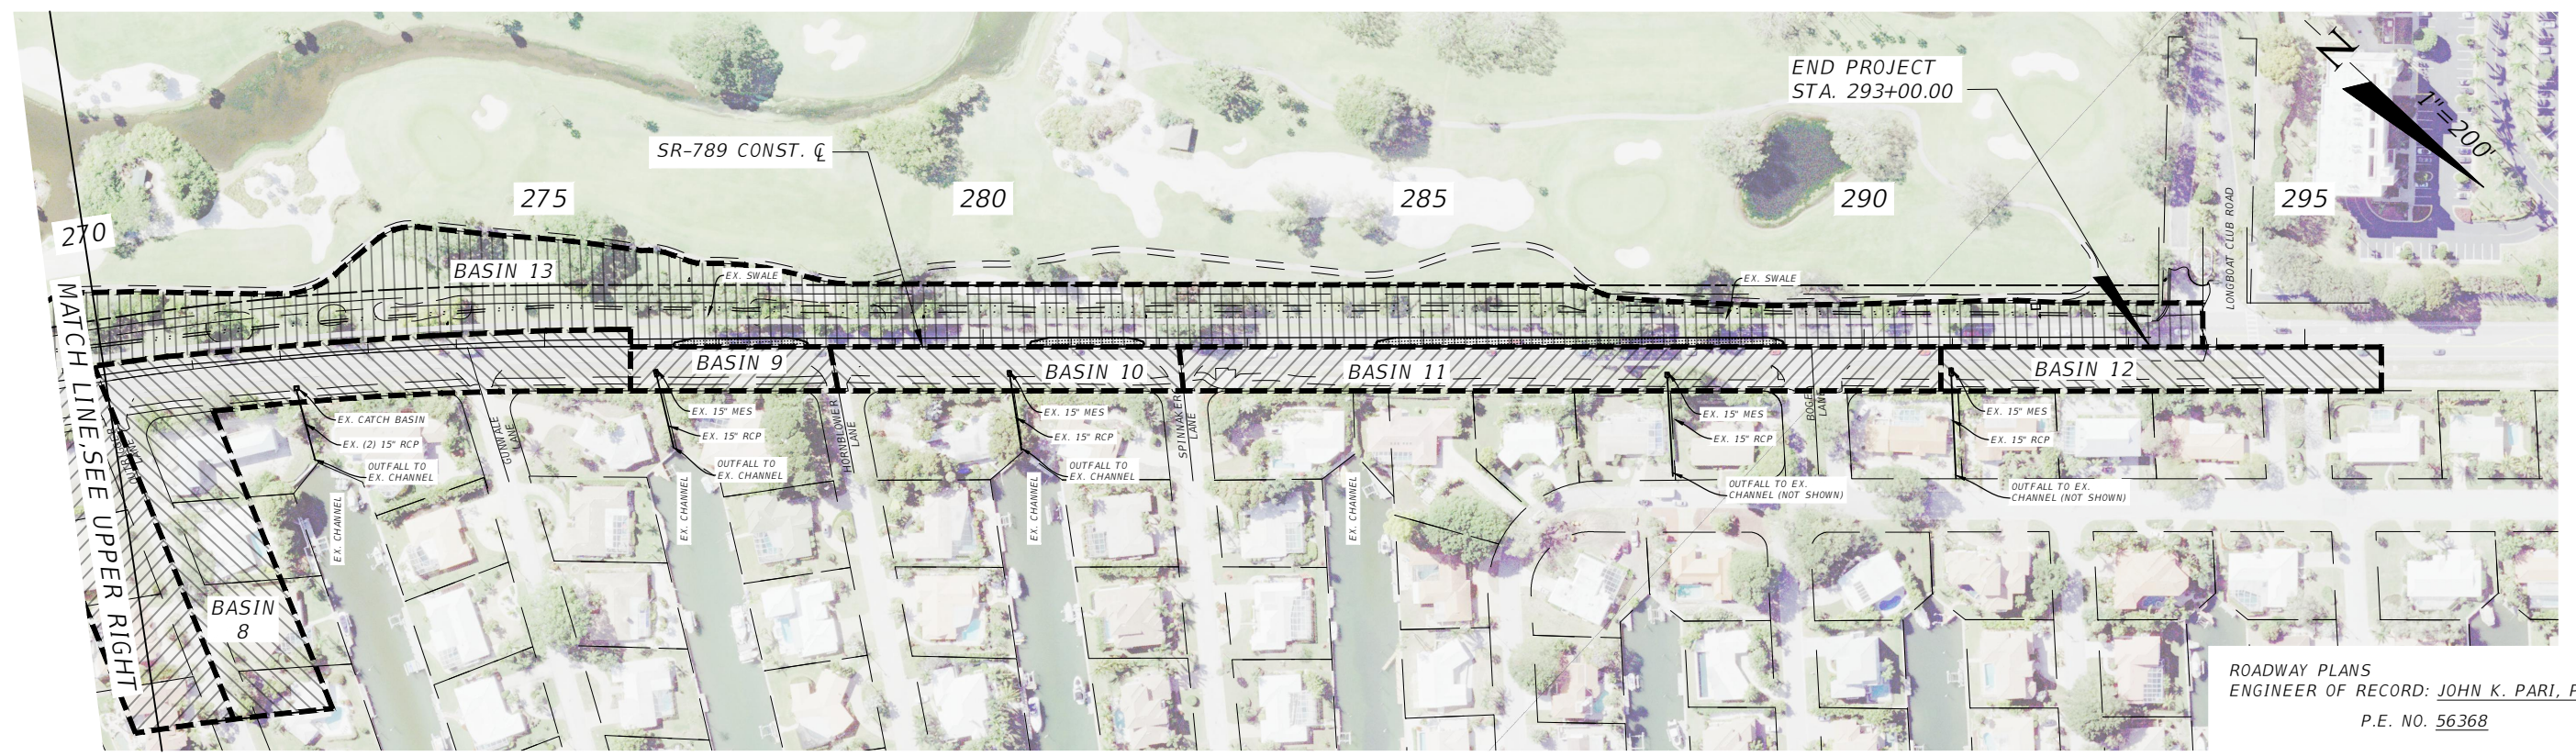 END PROJECT
STA. 293+00.00
N
1"=200'
SR-789 CONST. ℄
270
275
280
285
290
295
LONGBOAT CLUB ROAD
BASIN 13
EX. SWALE
EX. SWALE
MATCH LINE, SEE UPPER RIGHT
BASIN 9
BASIN 10
BASIN 11
BASIN 12
EX. CATCH BASIN
EX. (2) 15" RCP
OUTFALL TO
EX. CHANNEL
EX. CHANNEL
GUNWALE
LANE
EX. 15" MES
EX. 15" RCP
OUTFALL TO
EX. CHANNEL
EX. CHANNEL
HORNBLOWER
LANE
EX. 15" MES
EX. 15" RCP
OUTFALL TO
EX. CHANNEL
EX. CHANNEL
SPINNAKER
LANE
EX. CHANNEL
EX. 15" MES
EX. 15" RCP
OUTFALL TO EX.
CHANNEL (NOT SHOWN)
LANE
EX. 15" MES
EX. 15" RCP
OUTFALL TO EX.
CHANNEL (NOT SHOWN)
BASIN
8
ROADWAY PLANS
ENGINEER OF RECORD: JOHN K. PARI, P
P.E. NO. 56368